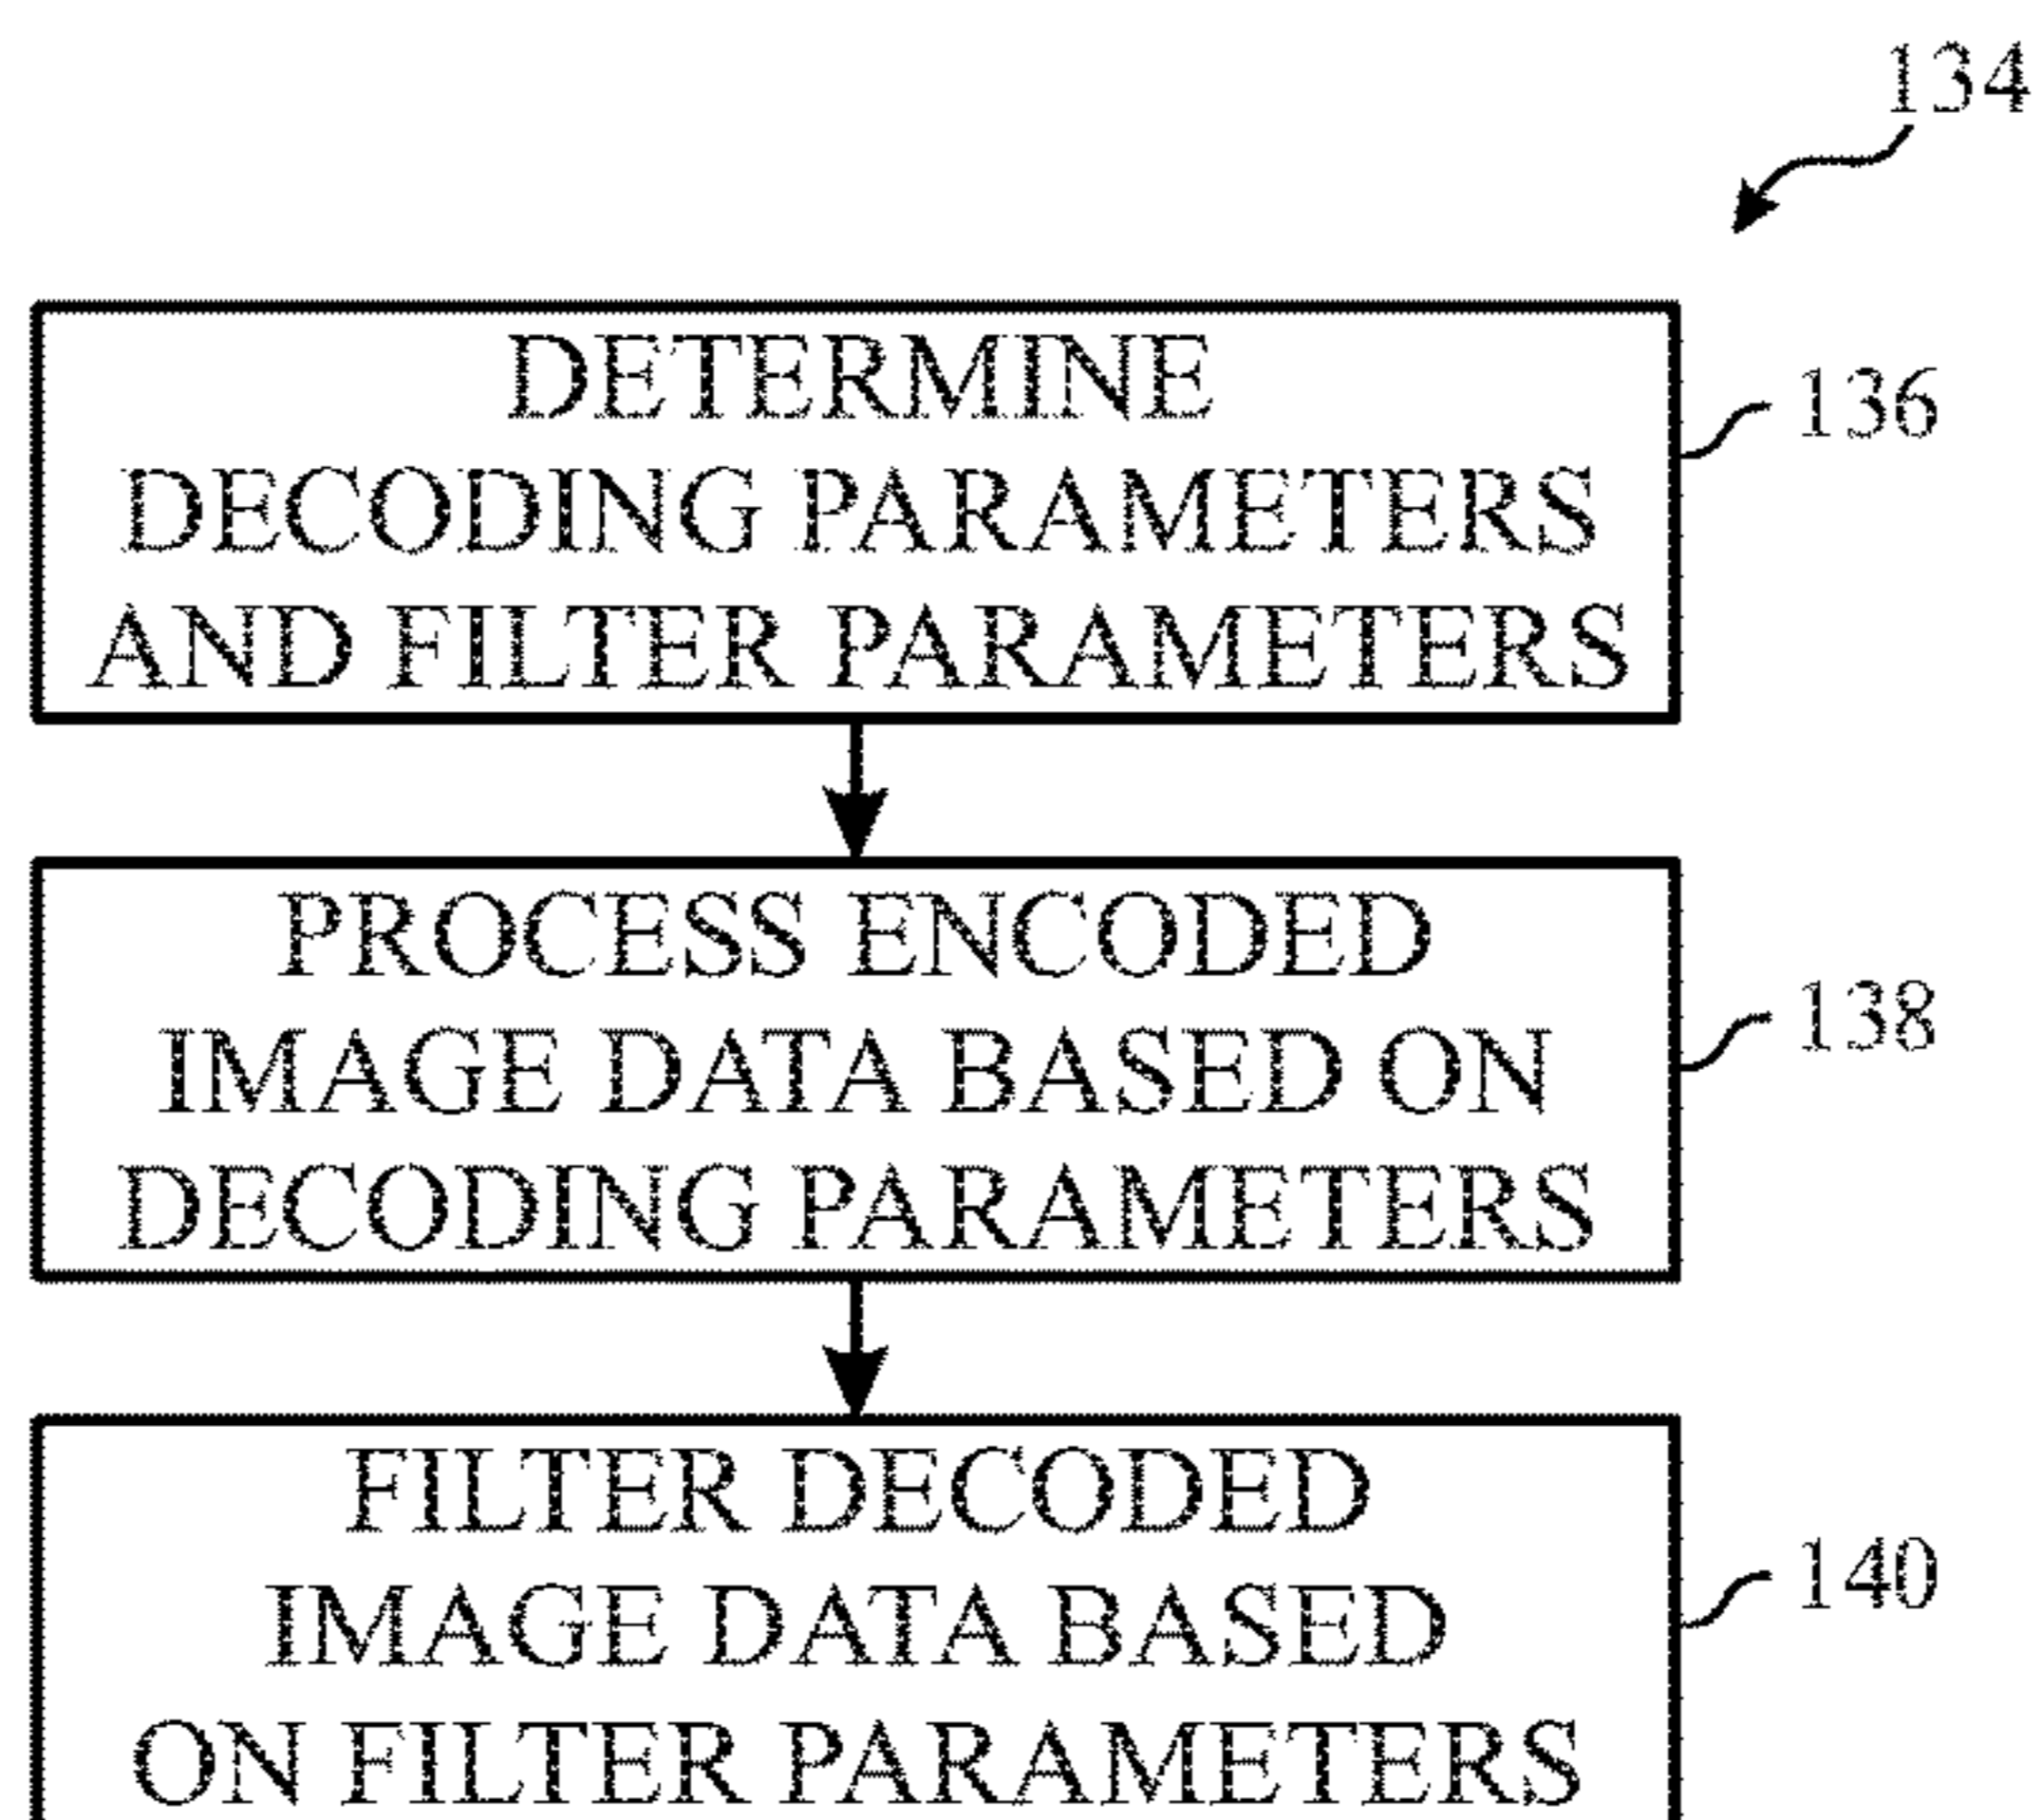 134
DETERMINE
DECODING PARAMETERS
AND FILTER PARAMETERS
136
PROCESS ENCODED
IMAGE DATA BASED ON
DECODING PARAMETERS
138
FILTER DECODED
IMAGE DATA BASED
ON FILTER PARAMETERS
140